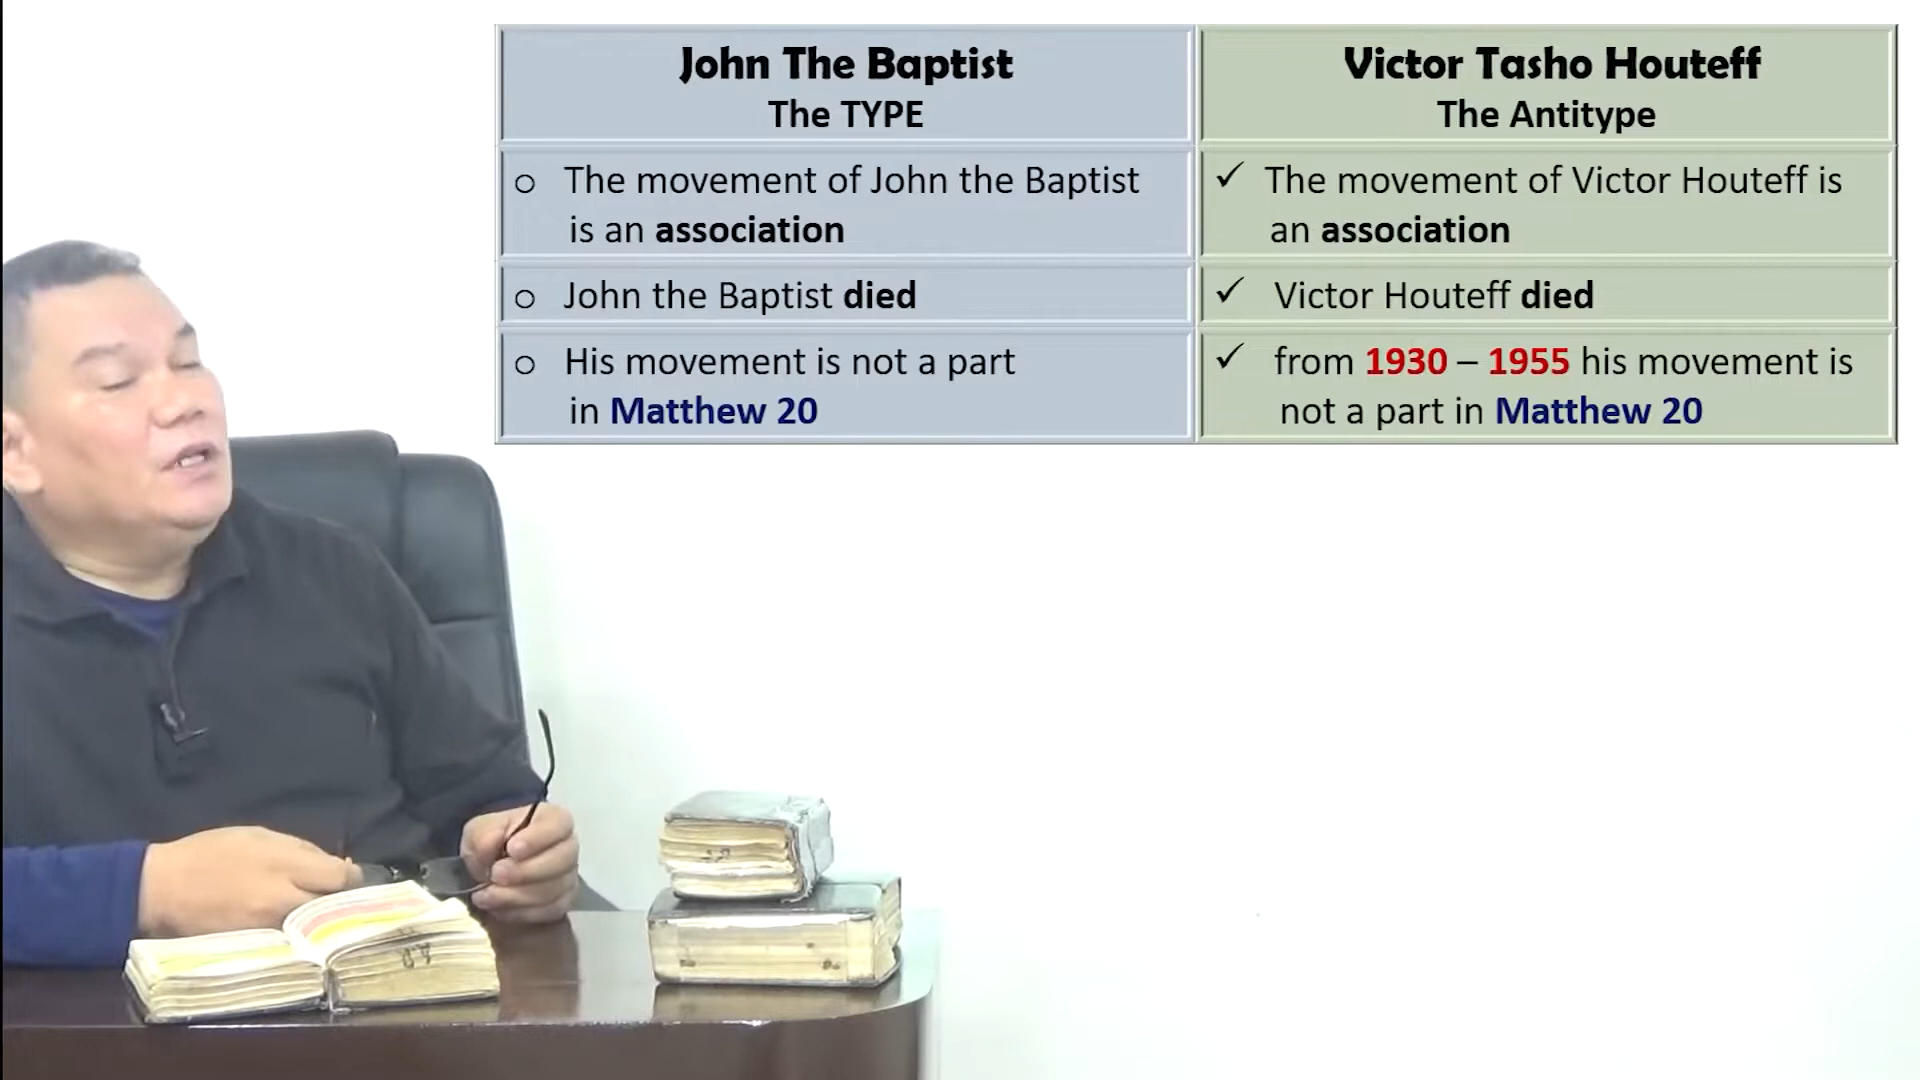 John The Baptist
The TYPE
Victor Tasho Houteff
The Antitype
○ The movement of John the Baptist
is an association
✓ The movement of Victor Houteff is
an association
○ John the Baptist died
✓ Victor Houteff died
○ His movement is not a part
in Matthew 20
✓ from 1930 – 1955 his movement is
not a part in Matthew 20